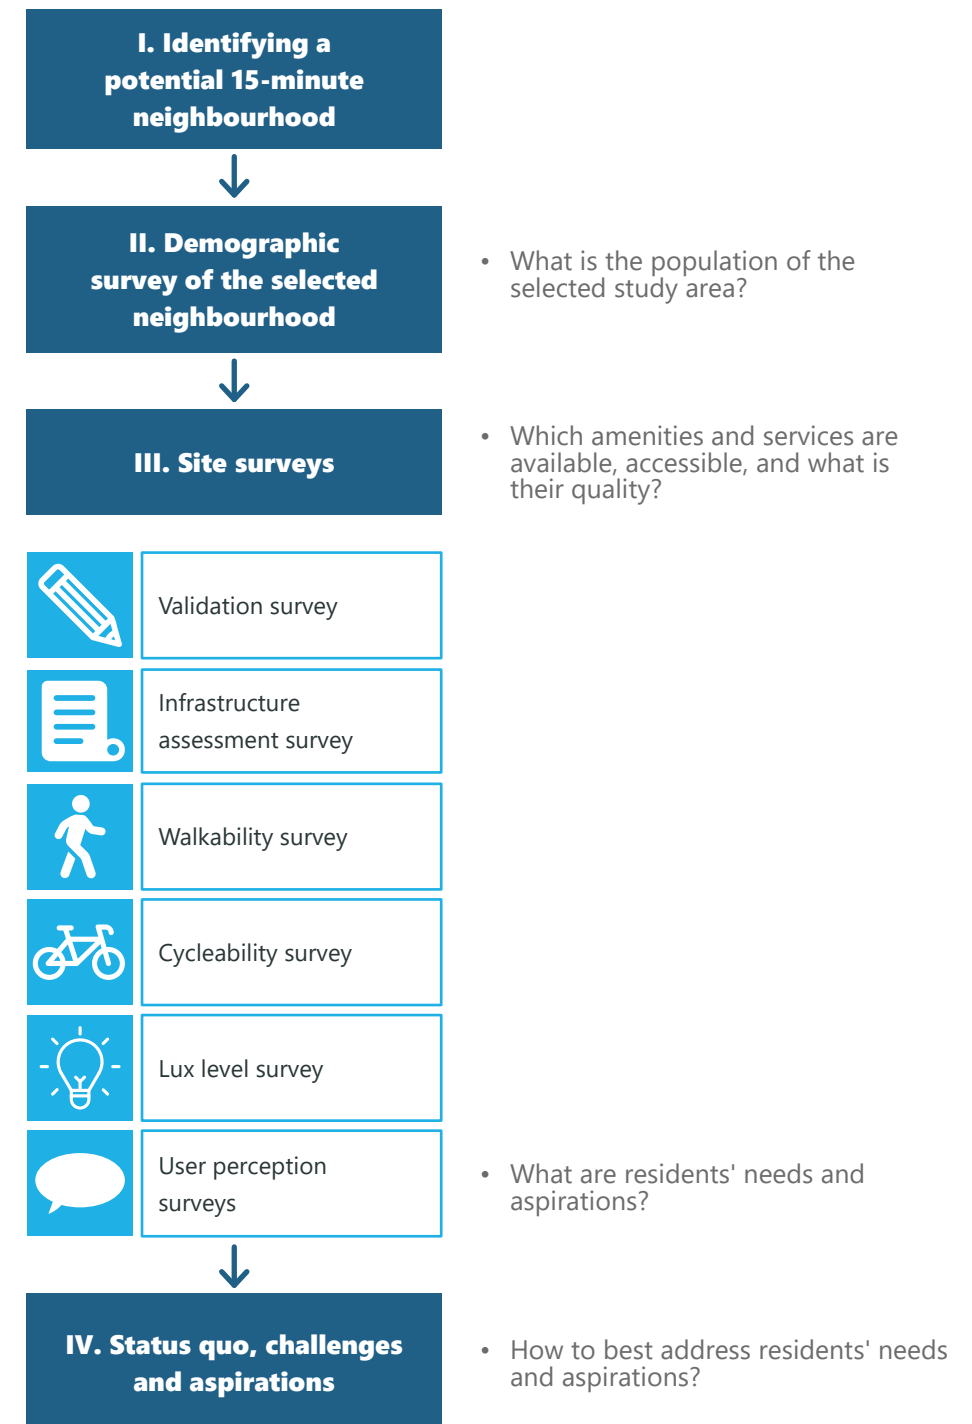 I. Identifying a
potential 15-minute
neighbourhood
II. Demographic
survey of the selected
neighbourhood
• What is the population of the
selected study area?
III. Site surveys
• Which amenities and services are
available, accessible, and what is
their quality?
Validation survey
Infrastructure
assessment survey
Walkability survey
Cycleability survey
Lux level survey
User perception
surveys
• What are residents' needs and
aspirations?
IV. Status quo, challenges
and aspirations
• How to best address residents' needs
and aspirations?